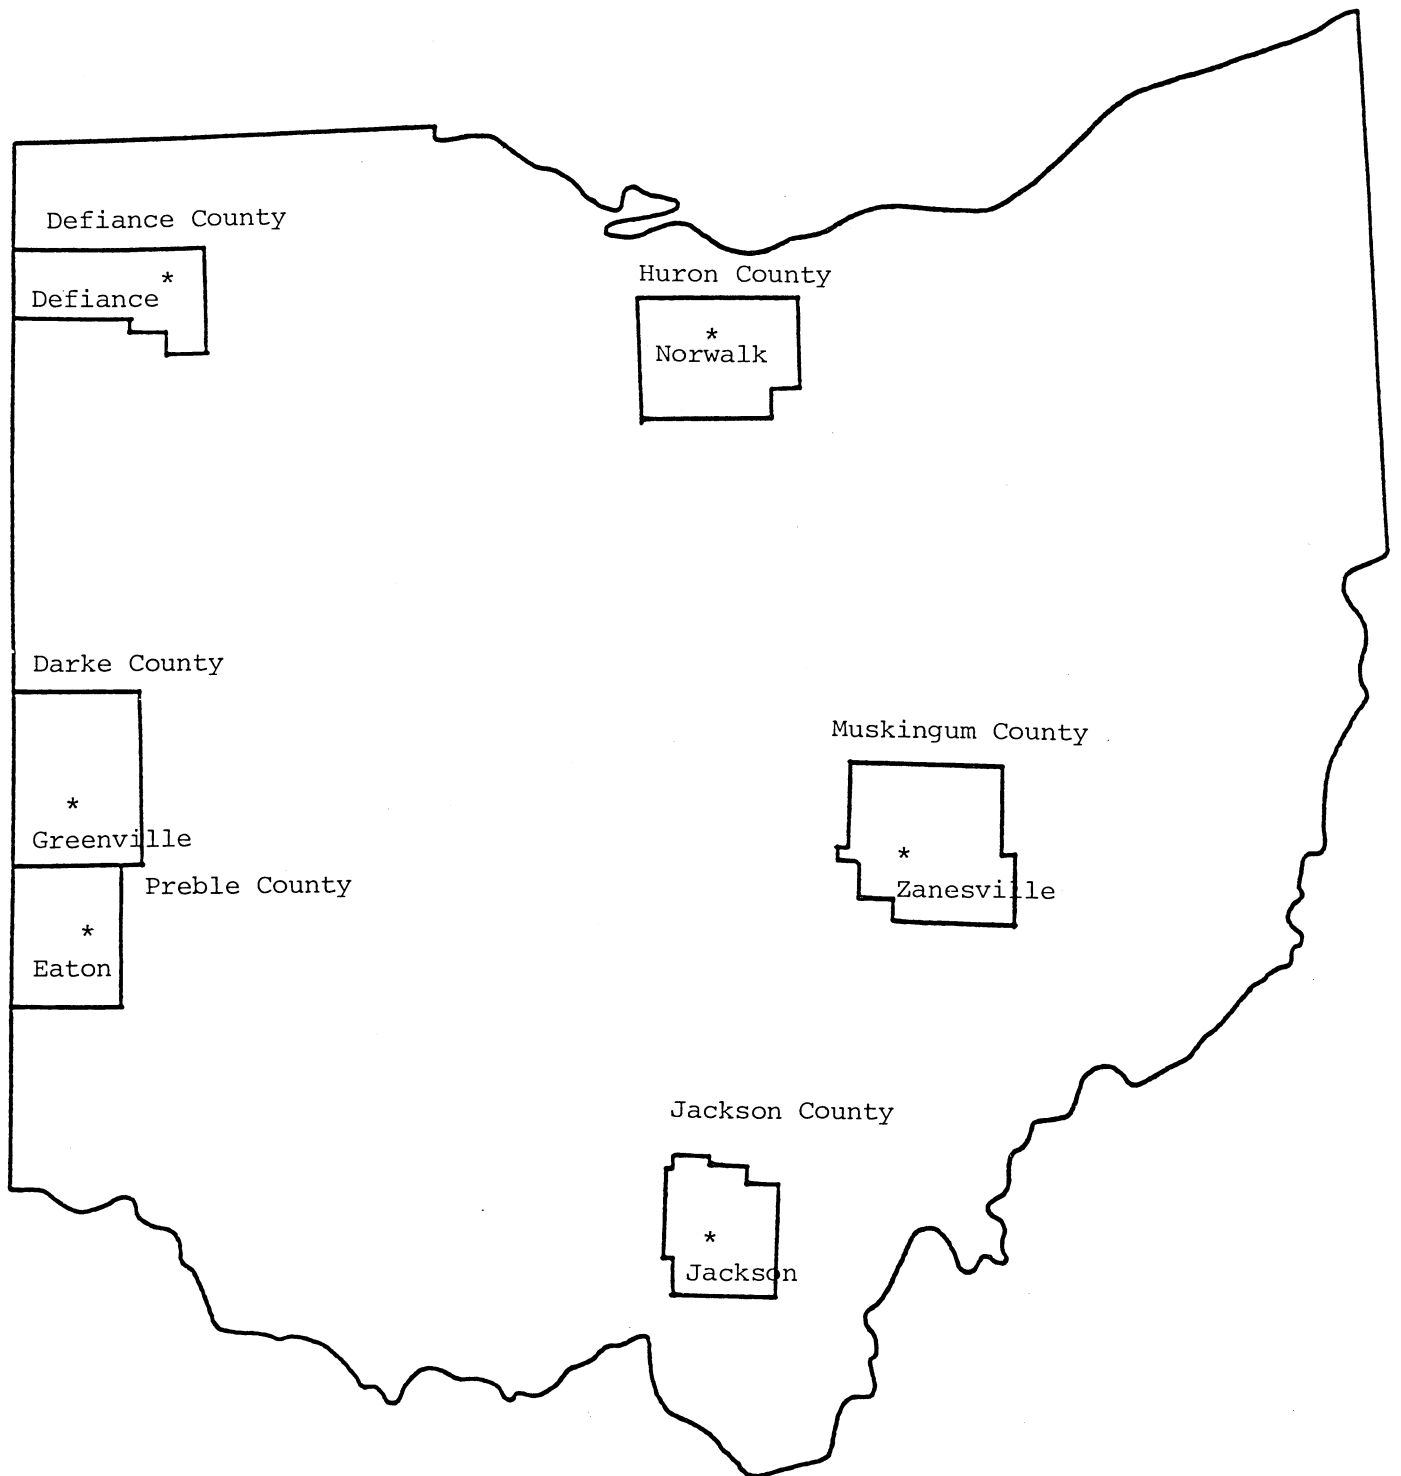 Defiance County
*
Defiance
Huron County
*
Norwalk
Darke County
*
Greenville
Preble County
*
Eaton
Muskingum County
*
Zanesville
Jackson County
*
Jackson